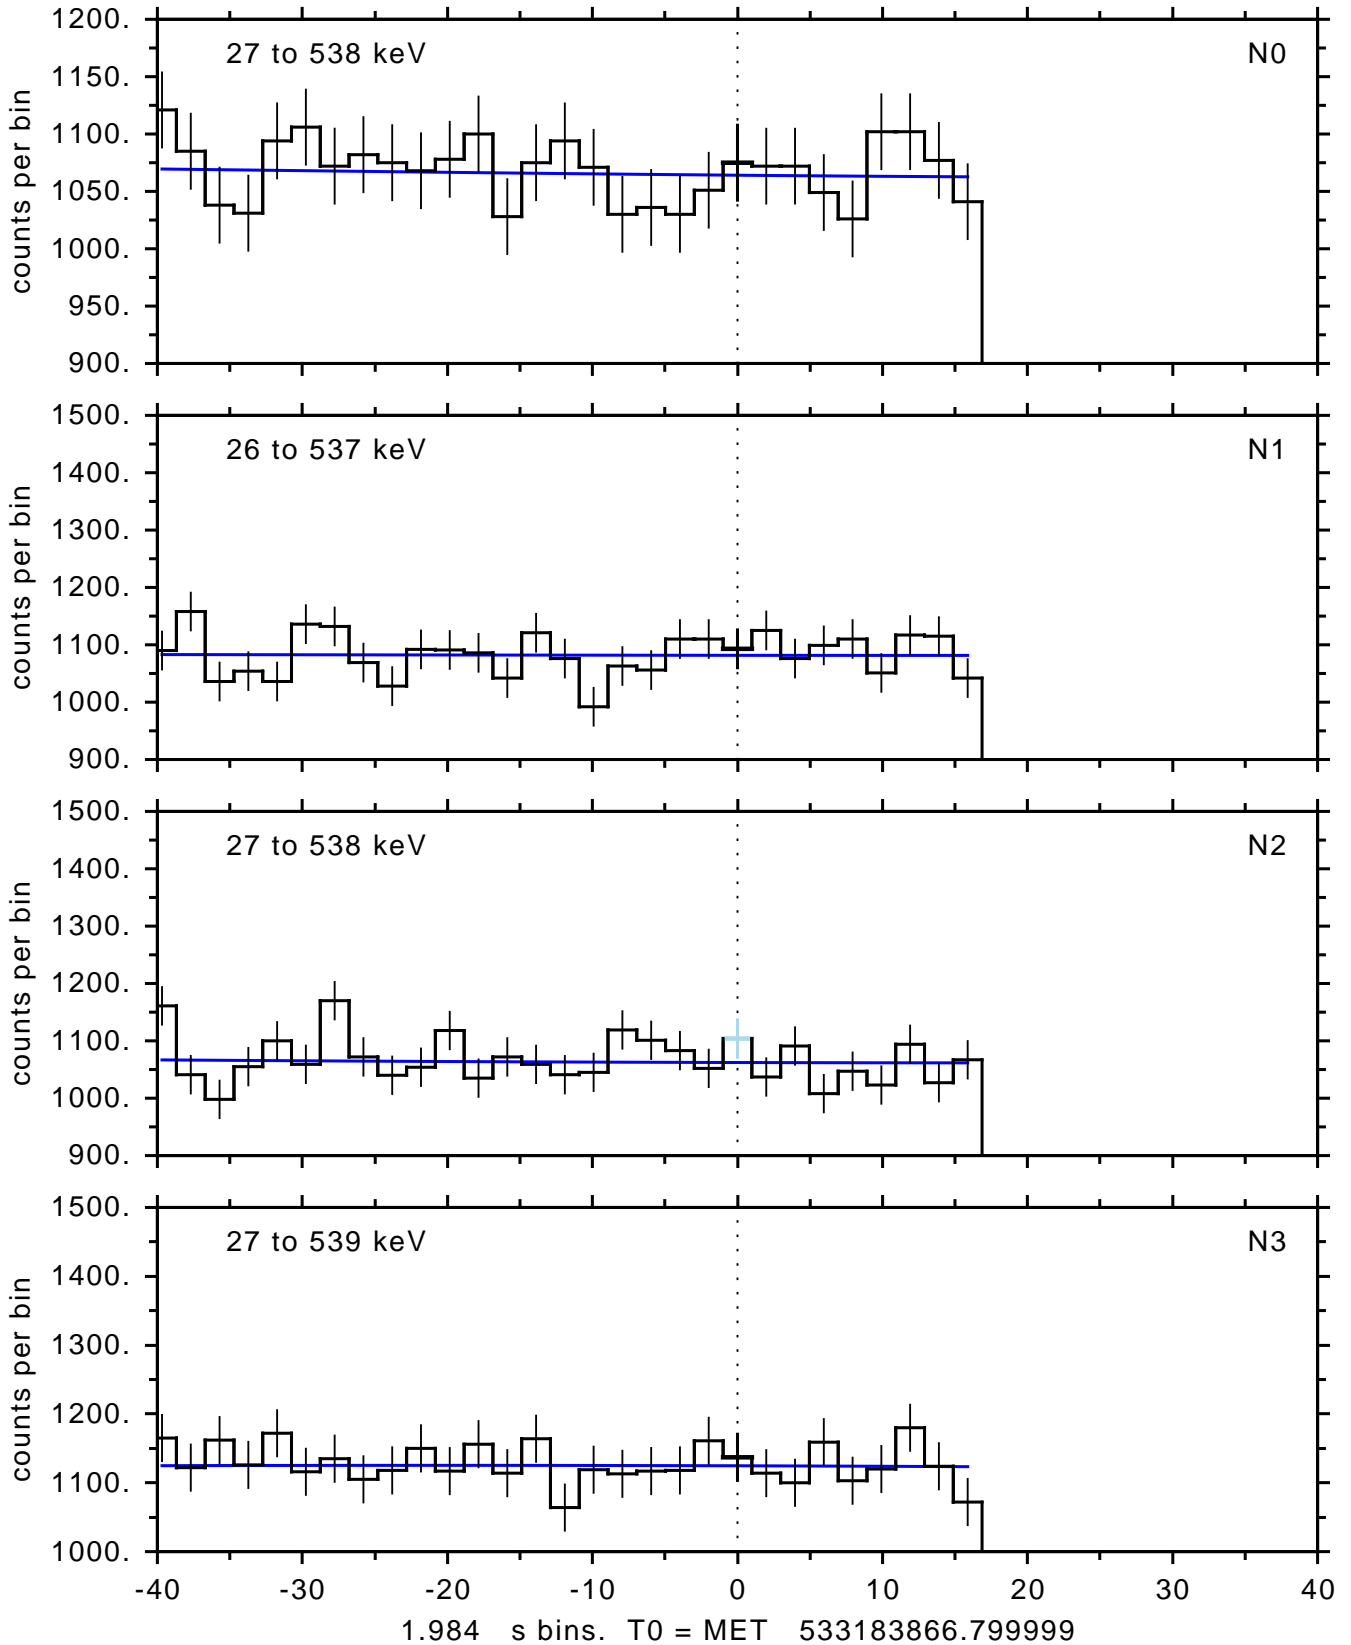 1200.
27 to 538 keV N0
1150.
1100.
1050.
1000.
950.
900.
counts per bin
1500.
26 to 537 keV N1
1400.
1300.
1200.
1100.
1000.
900.
counts per bin
1500.
27 to 538 keV N2
1400.
1300.
1200.
1100.
1000.
900.
counts per bin
1500.
27 to 539 keV N3
1400.
1300.
1200.
1100.
1000.
counts per bin
-40 -30 -20 -10 0 10 20 30 40
1.984 s bins. T0 = MET 533183866.799999